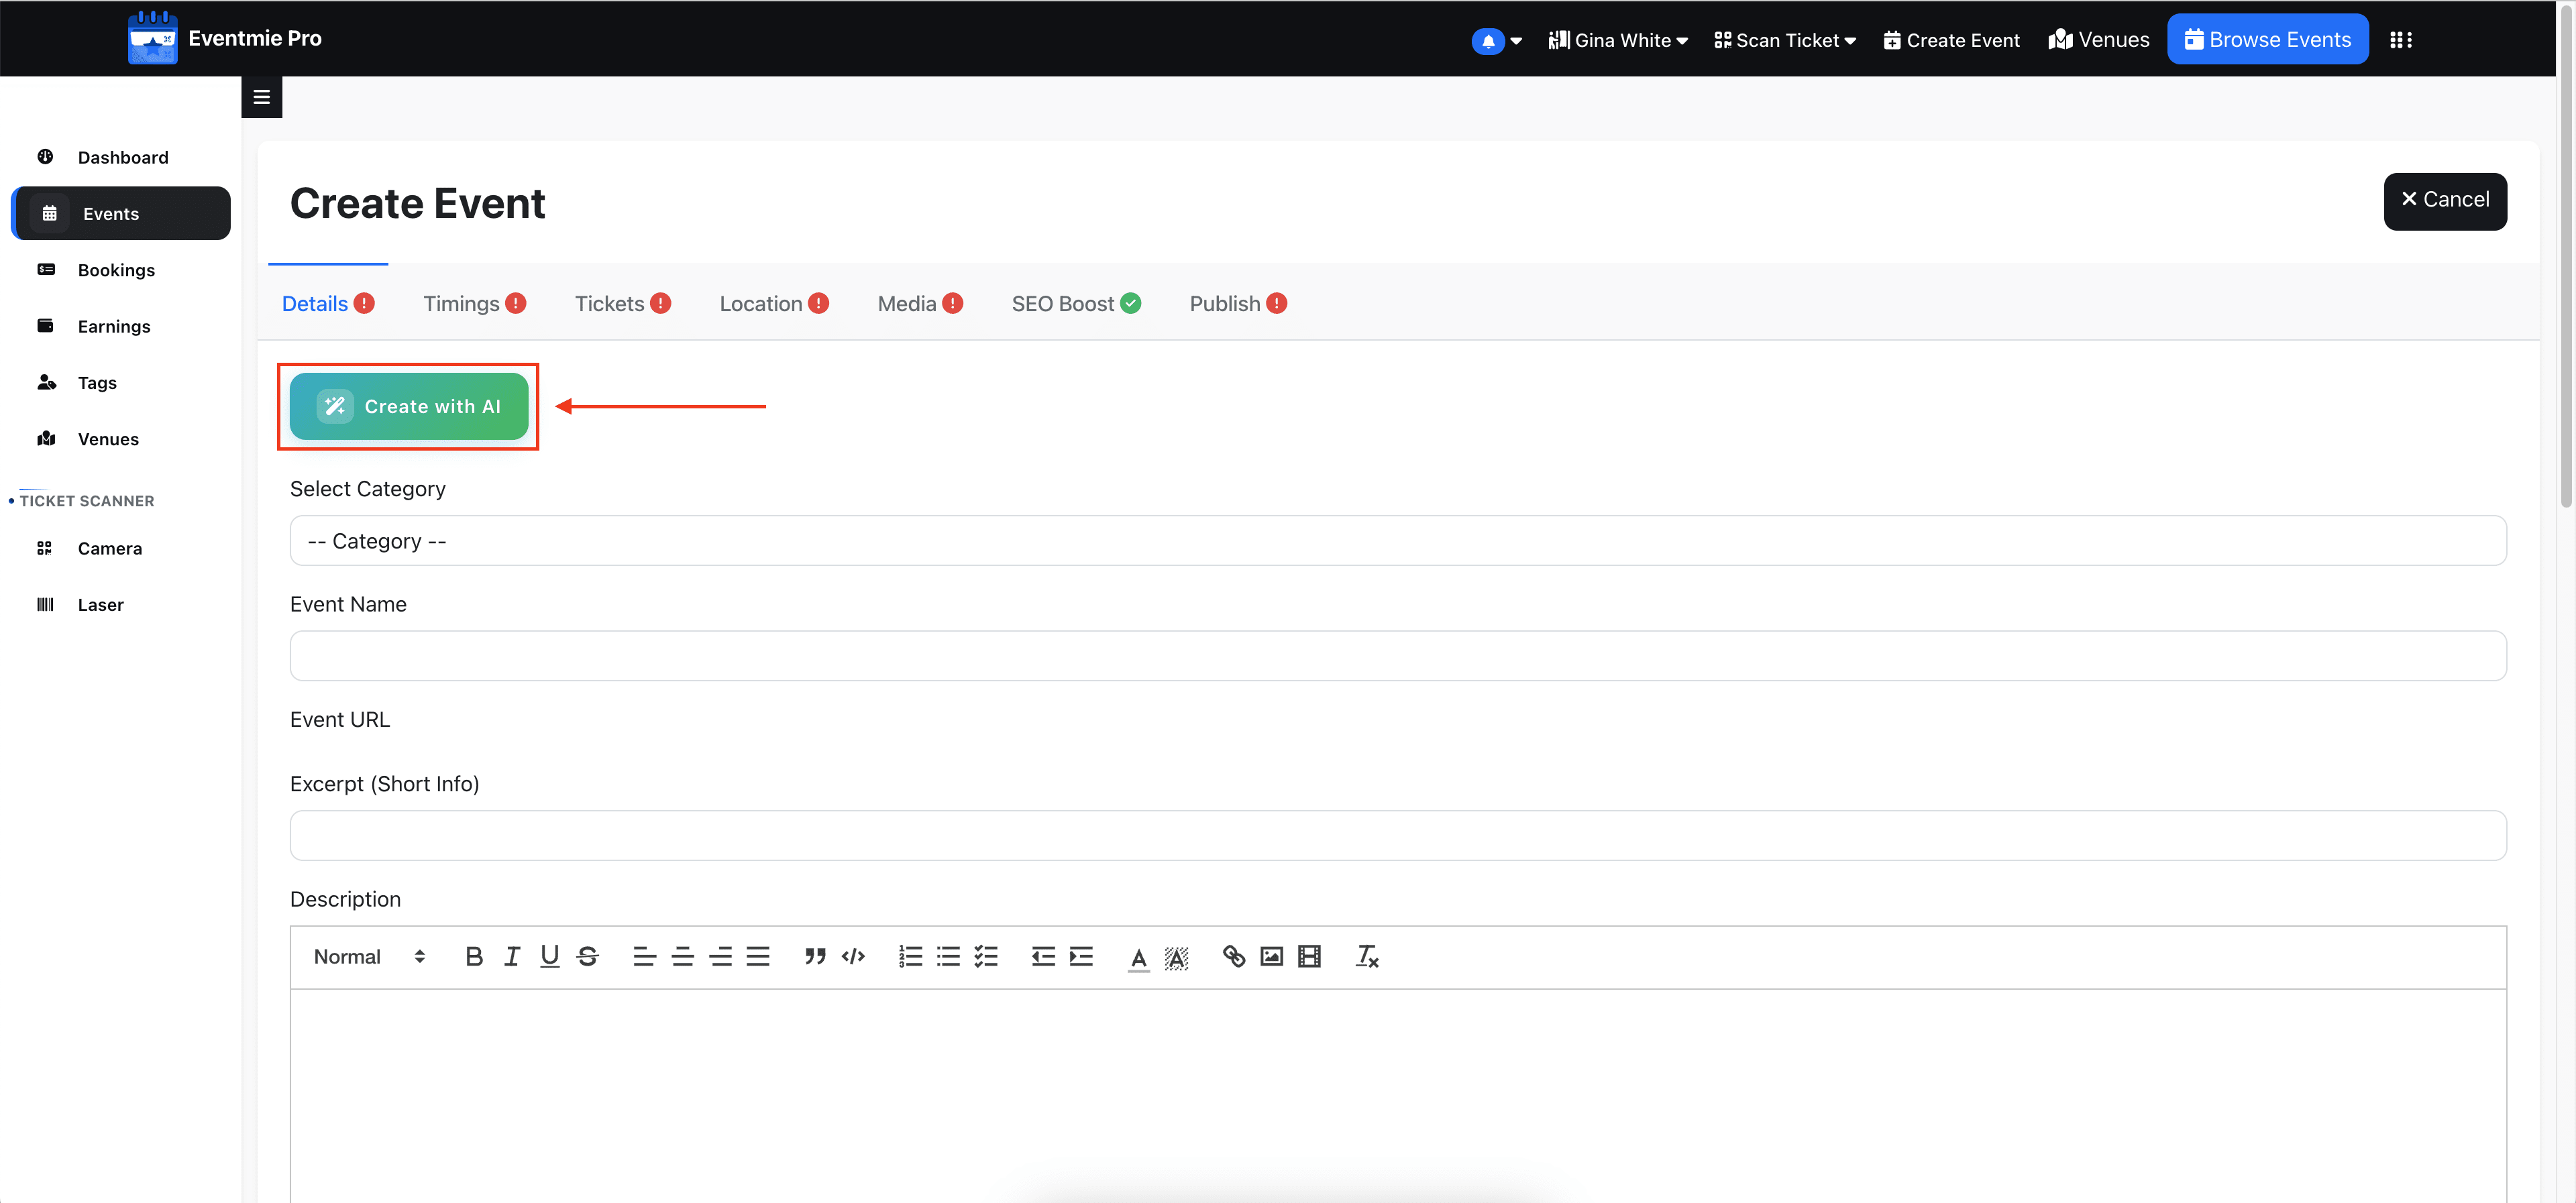 Eventmie Pro
Gina White
Scan Ticket
Create Event
Venues
Browse Events
Dashboard
Events
Bookings
Earnings
Tags
Venues
TICKET SCANNER
Camera
Laser
Create Event
Cancel
Details
Timings
Tickets
Location
Media
SEO Boost
Publish
Create with AI
Select Category
-- Category --
Event Name
Event URL
Excerpt (Short Info)
Description
Normal